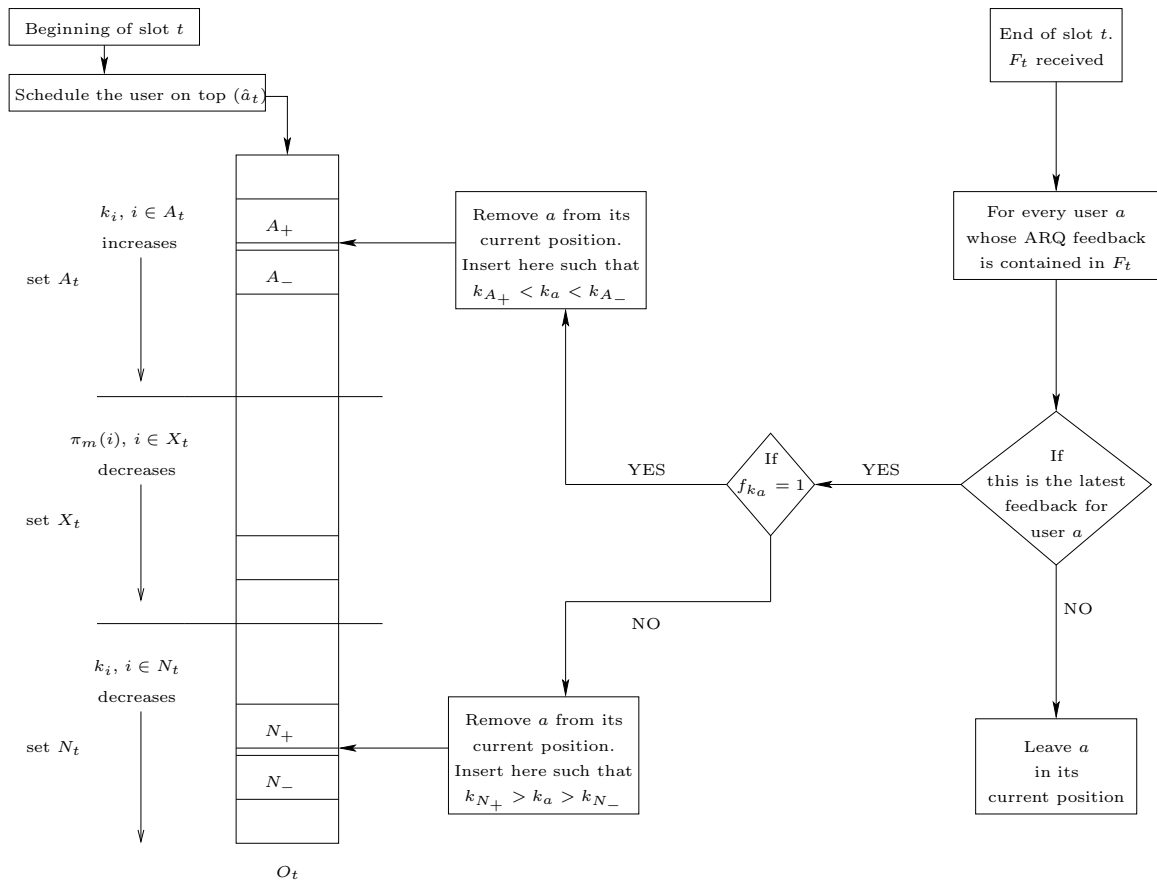 Beginning of slot t
Schedule the user on top (â_t)
k_i, i ∈ A_t
increases
set A_t
π_m(i), i ∈ X_t
decreases
set X_t
k_i, i ∈ N_t
decreases
set N_t
A_+
A_−
N_+
N_−
O_t
Remove a from its
current position.
Insert here such that
k_{A_+} < k_a < k_{A_−}
YES
If
f_{k_a} = 1
YES
NO
Remove a from its
current position.
Insert here such that
k_{N_+} > k_a > k_{N_−}
End of slot t.
F_t received
For every user a
whose ARQ feedback
is contained in F_t
If
this is the latest
feedback for
user a
NO
Leave a
in its
current position